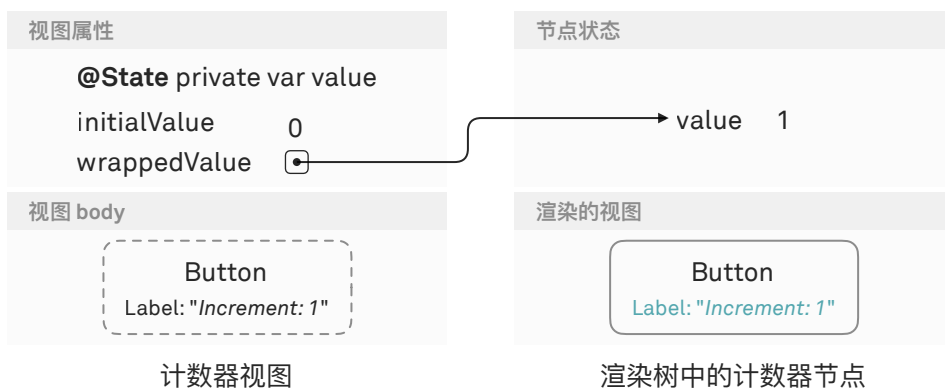 视图属性
节点状态
@State private var value
initialValue 0
wrappedValue
value 1
视图 body
渲染的视图
Button
Label: "Increment: 1"
Button
Label: "Increment: 1"
计数器视图
渲染树中的计数器节点